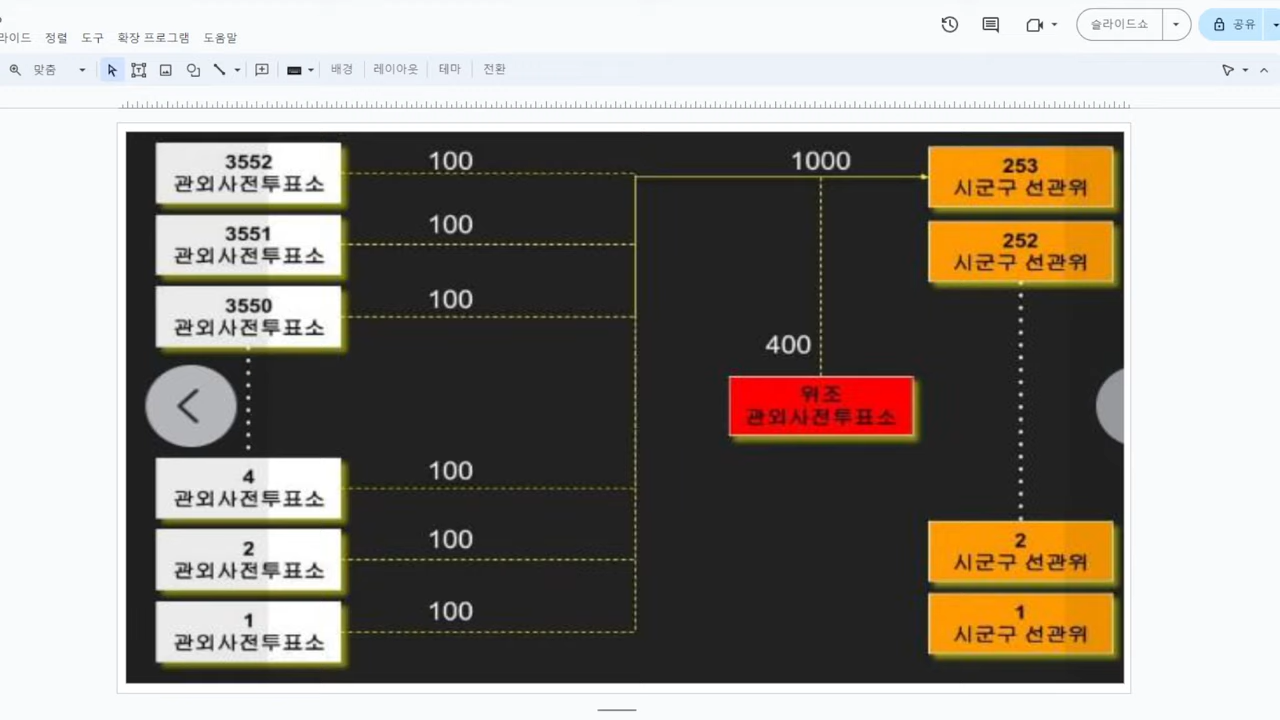 라이드 정렬 도구 확장 프로그램 도움말
슬라이드쇼
공유
맞춤
배경 레이아웃 테마 전환
3552
관외사전투표소
100
1000
253
시군구 선관위
3551
관외사전투표소
100
252
시군구 선관위
3550
관외사전투표소
100
400
위조
관외사전투표소
4
관외사전투표소
100
2
관외사전투표소
100
2
시군구 선관위
1
관외사전투표소
100
1
시군구 선관위